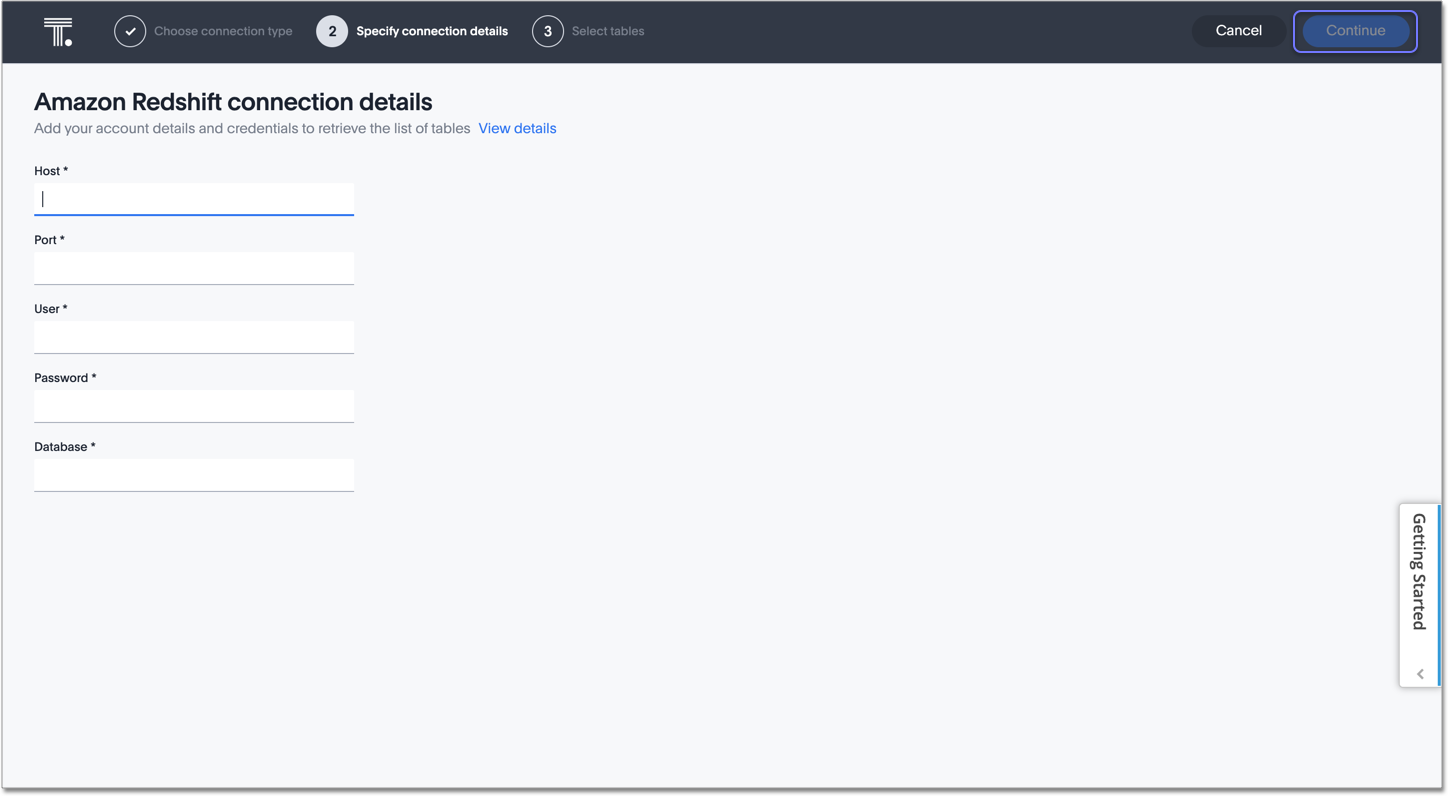 Choose connection type
2 Specify connection details
3 Select tables
Cancel
Continue
Amazon Redshift connection details
Add your account details and credentials to retrieve the list of tables View details
Host *
Port *
User *
Password *
Database *
Getting Started